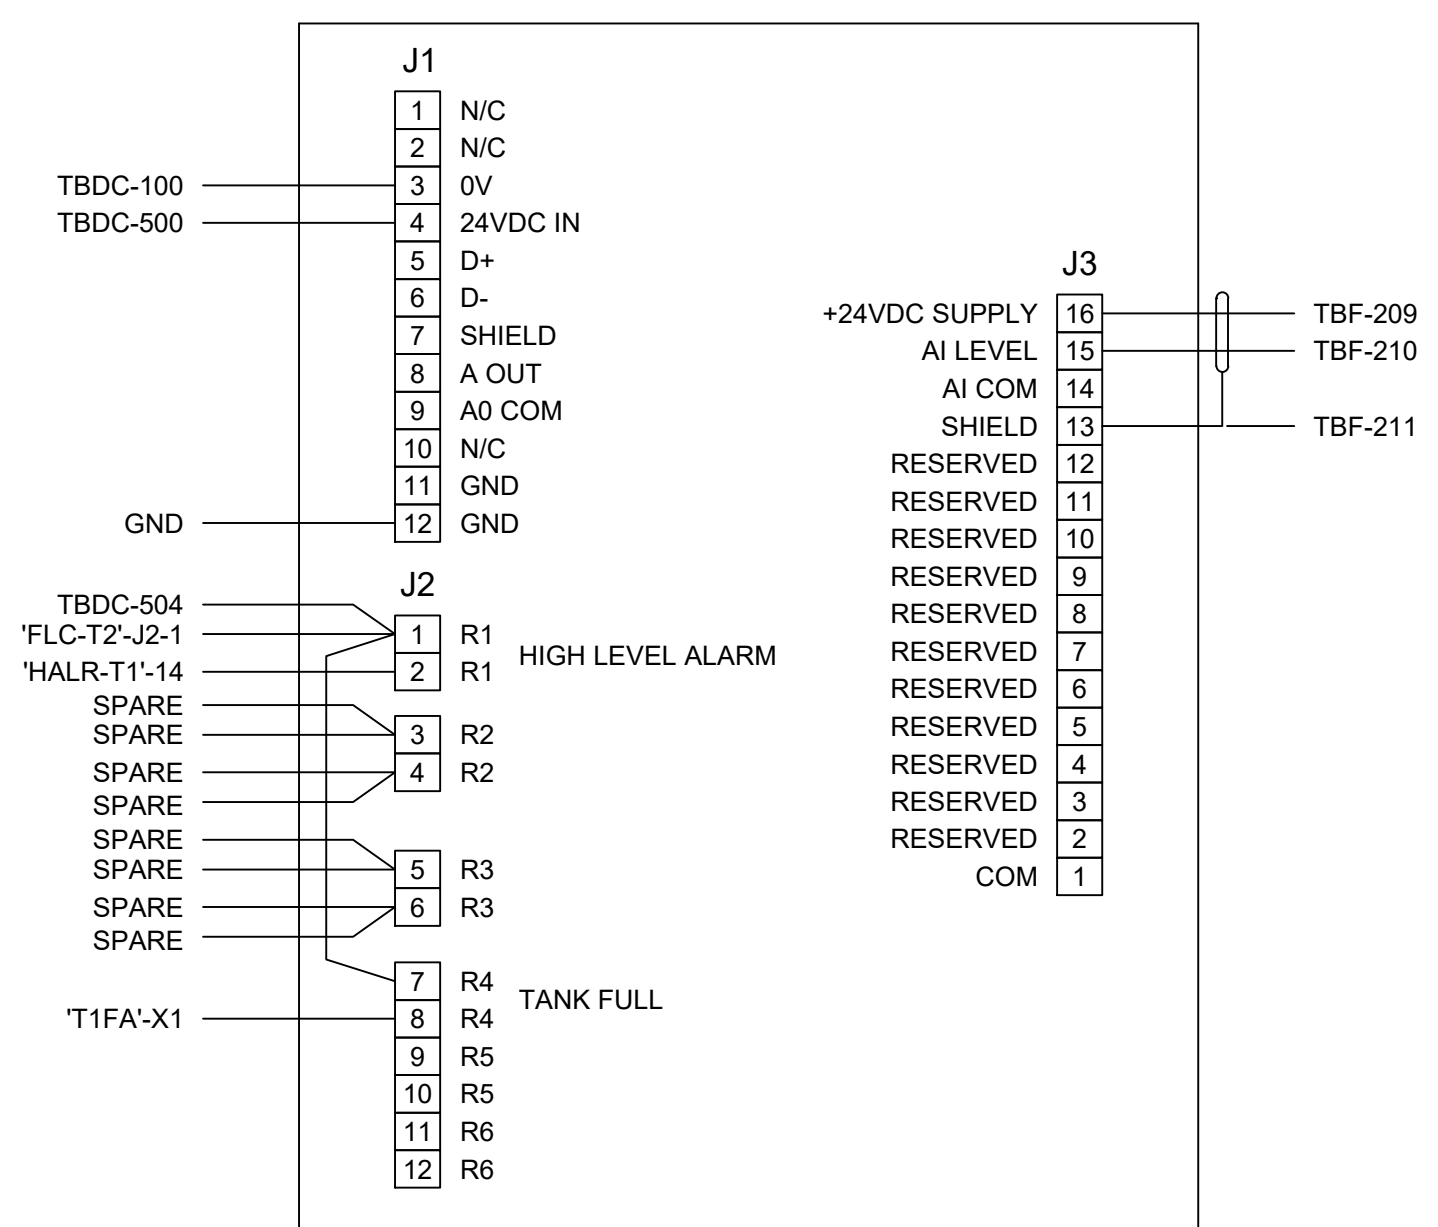 J1
1 N/C
2 N/C
TBDC-100 3 0V
TBDC-500 4 24VDC IN
5 D+
6 D-
7 SHIELD
8 A OUT
9 A0 COM
10 N/C
11 GND
GND 12 GND
J2
TBDC-504
'FLC-T2'-J2-1 1 R1
HIGH LEVEL ALARM
'HALR-T1'-14 2 R1
SPARE
SPARE 3 R2
SPARE 4 R2
SPARE
SPARE
SPARE 5 R3
SPARE 6 R3
SPARE
7 R4
TANK FULL
'T1FA'-X1 8 R4
9 R5
10 R5
11 R6
12 R6
J3
+24VDC SUPPLY 16 TBF-209
AI LEVEL 15 TBF-210
AI COM 14
SHIELD 13 TBF-211
RESERVED 12
RESERVED 11
RESERVED 10
RESERVED 9
RESERVED 8
RESERVED 7
RESERVED 6
RESERVED 5
RESERVED 4
RESERVED 3
RESERVED 2
COM 1